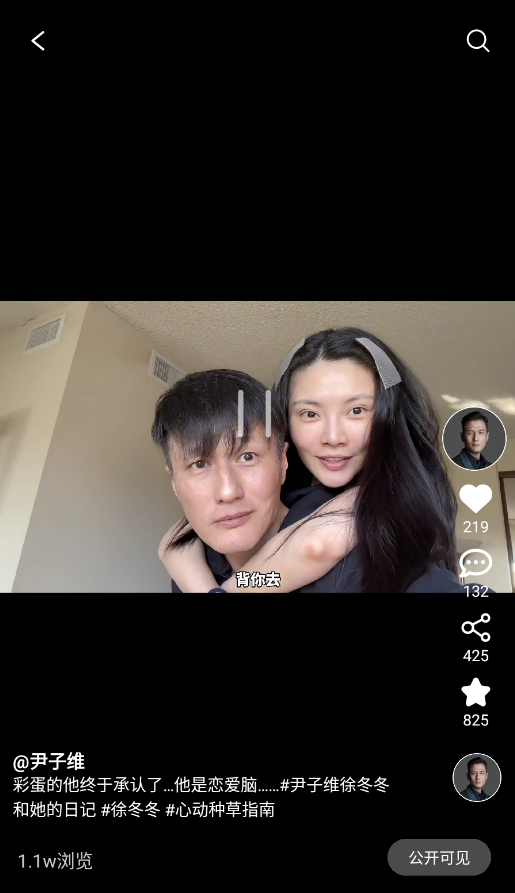 背你去
219
132
425
825
@尹子维
彩蛋的他终于承认了...他是恋爱脑......#尹子维徐冬冬
和她的日记 #徐冬冬 #心动种草指南
1.1w浏览
公开可见